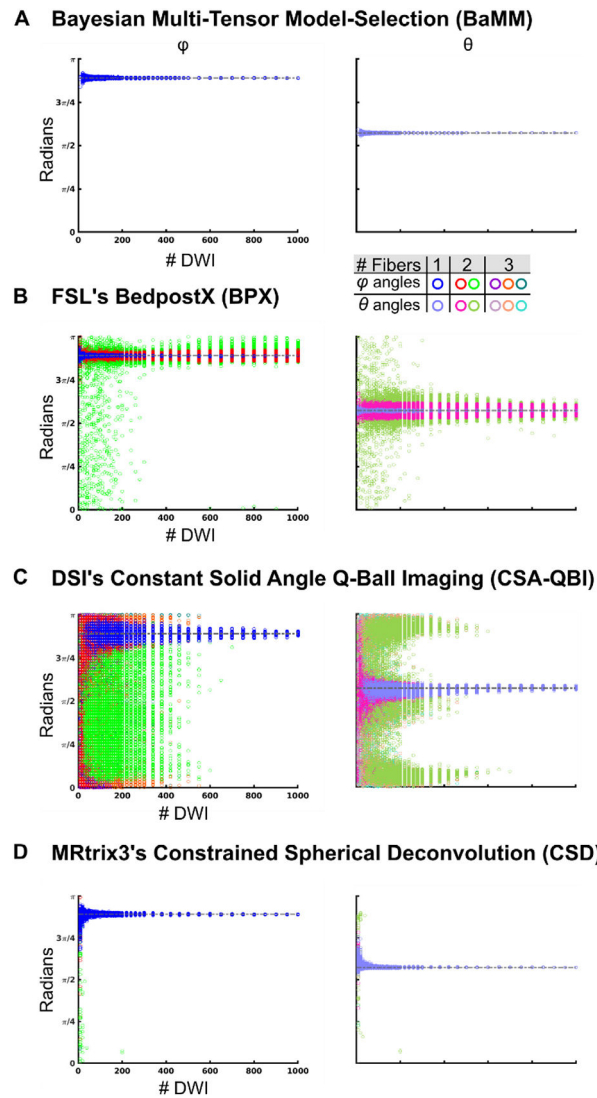 A Bayesian Multi-Tensor Model-Selection (BaMM)
φ θ
π
3π/4
π/2
π/4
0
Radians
0 200 400 600 800 1000
# DWI
# Fibers 1 2 3
φ angles
θ angles
B FSL's BedpostX (BPX)
π
3π/4
π/2
π/4
0
Radians
0 200 400 600 800 1000
# DWI
C DSI's Constant Solid Angle Q-Ball Imaging (CSA-QBI)
π
3π/4
π/2
π/4
0
Radians
0 200 400 600 800 1000
# DWI
D MRtrix3's Constrained Spherical Deconvolution (CSD)
π
3π/4
π/2
π/4
0
Radians
0 200 400 600 800 1000
# DWI